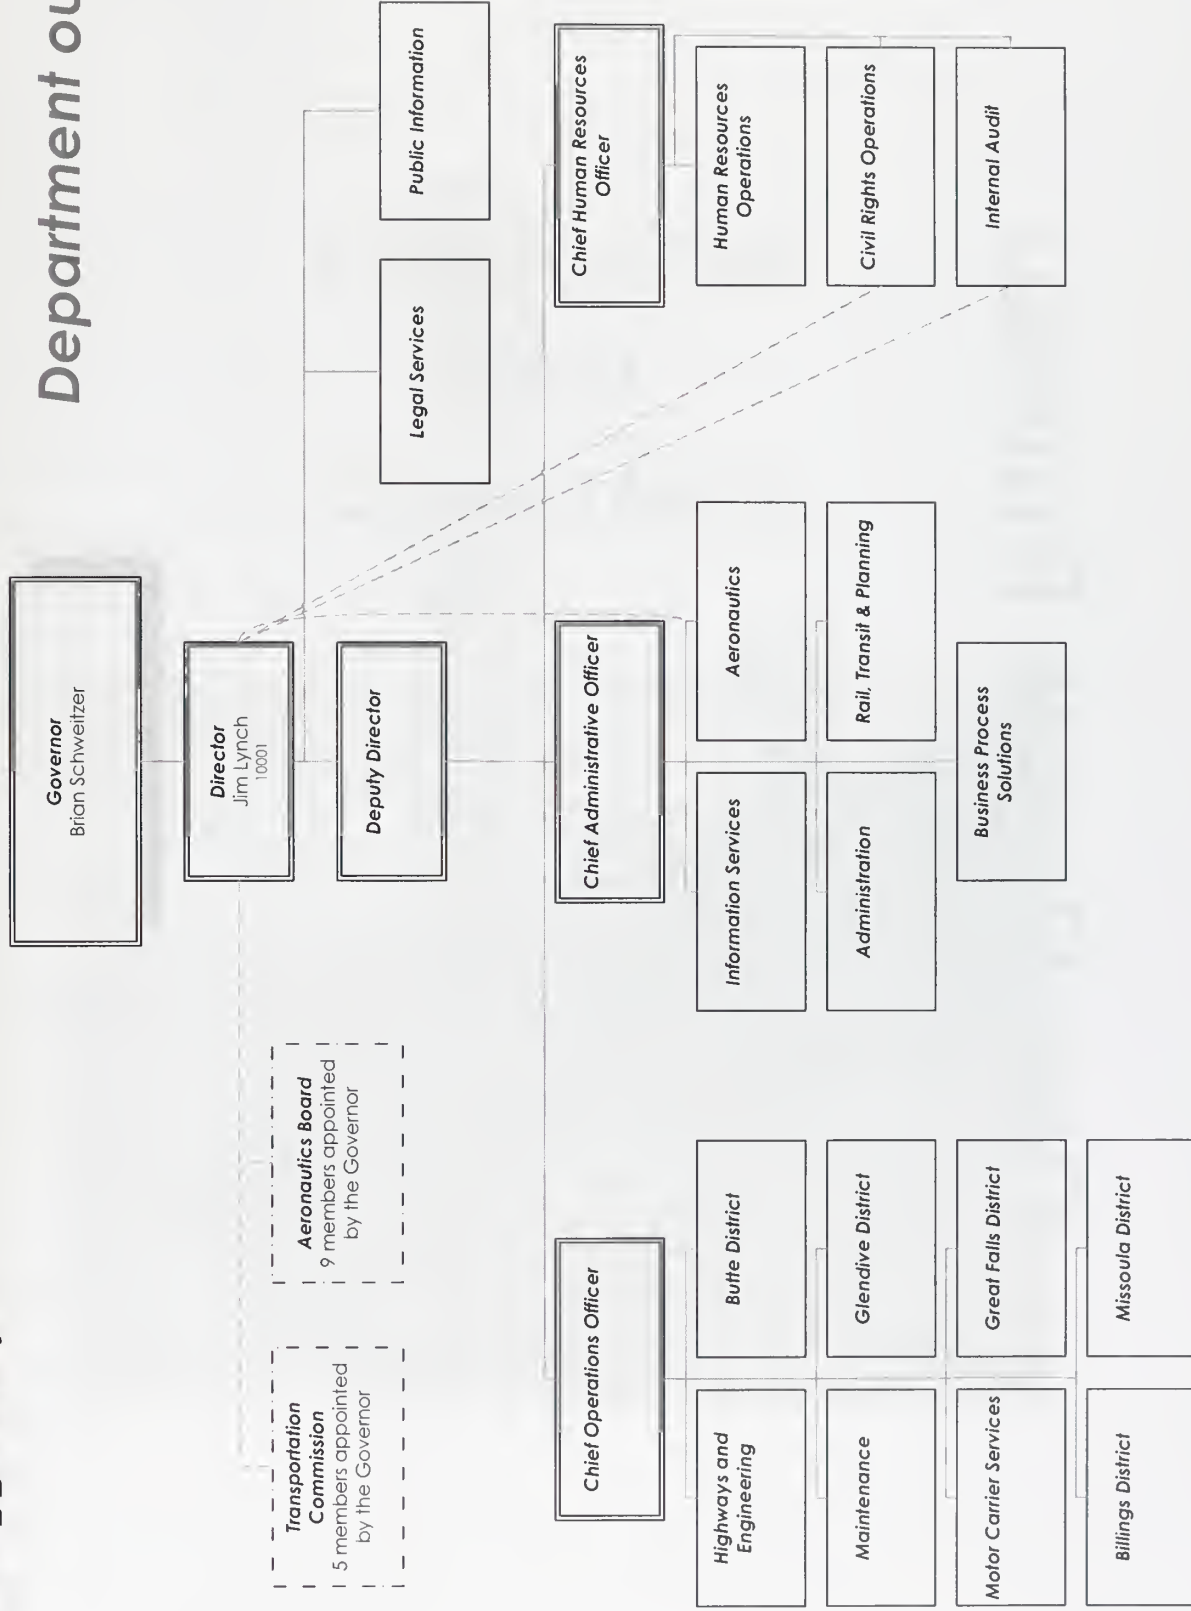 Department ou
Governor
Brian Schweitzer
Director
Jim Lynch
10001
Deputy Director
Transportation
Commission
5 members appointed
by the Governor
Aeronautics Board
9 members appointed
by the Governor
Legal Services
Public Information
Chief Operations Officer
Highways and
Engineering
Butte District
Maintenance
Glendive District
Motor Carrier Services
Great Falls District
Billings District
Missoula District
Chief Administrative Officer
Information Services
Aeronautics
Administration
Rail, Transit & Planning
Business Process
Solutions
Chief Human Resources
Officer
Human Resources
Operations
Civil Rights Operations
Internal Audit